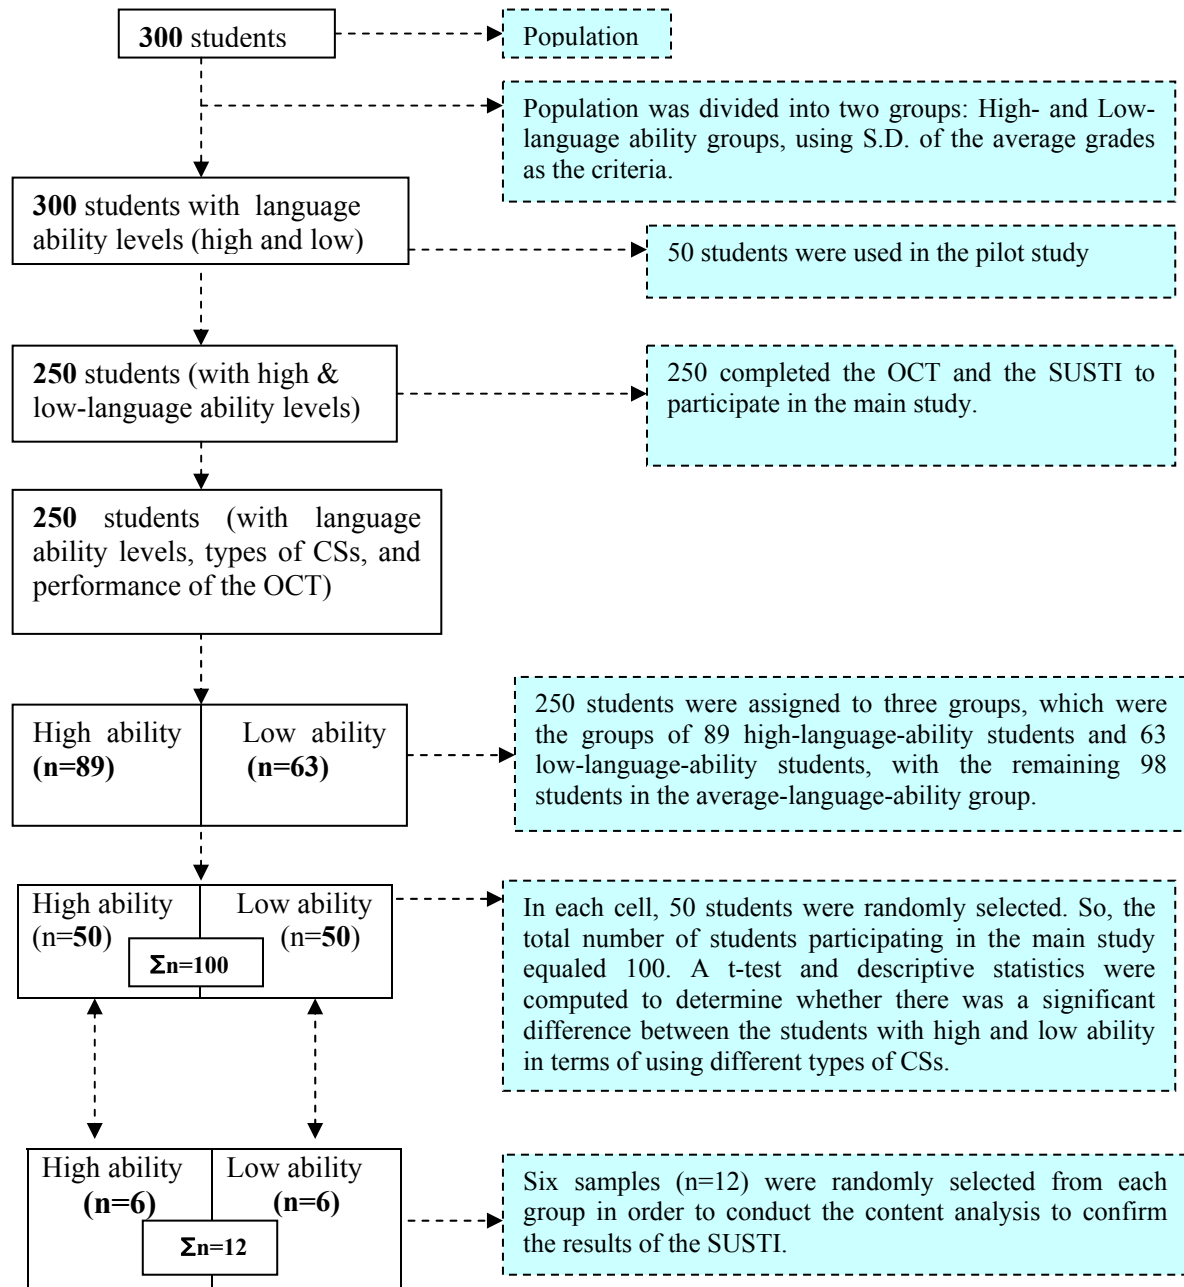 300 students
Population
Population was divided into two groups: High- and Low-
language ability groups, using S.D. of the average grades
as the criteria.
300 students with language
ability levels (high and low)
50 students were used in the pilot study
250 students (with high &
low-language ability levels)
250 completed the OCT and the SUSTI to
participate in the main study.
250 students (with language
ability levels, types of CSs, and
performance of the OCT)
High ability
(n=89)
Low ability
(n=63)
250 students were assigned to three groups, which were
the groups of 89 high-language-ability students and 63
low-language-ability students, with the remaining 98
students in the average-language-ability group.
High ability
(n=50)
Low ability
(n=50)
Σn=100
In each cell, 50 students were randomly selected. So, the
total number of students participating in the main study
equaled 100. A t-test and descriptive statistics were
computed to determine whether there was a significant
difference between the students with high and low ability
in terms of using different types of CSs.
High ability
(n=6)
Low ability
(n=6)
Σn=12
Six samples (n=12) were randomly selected from each
group in order to conduct the content analysis to confirm
the results of the SUSTI.